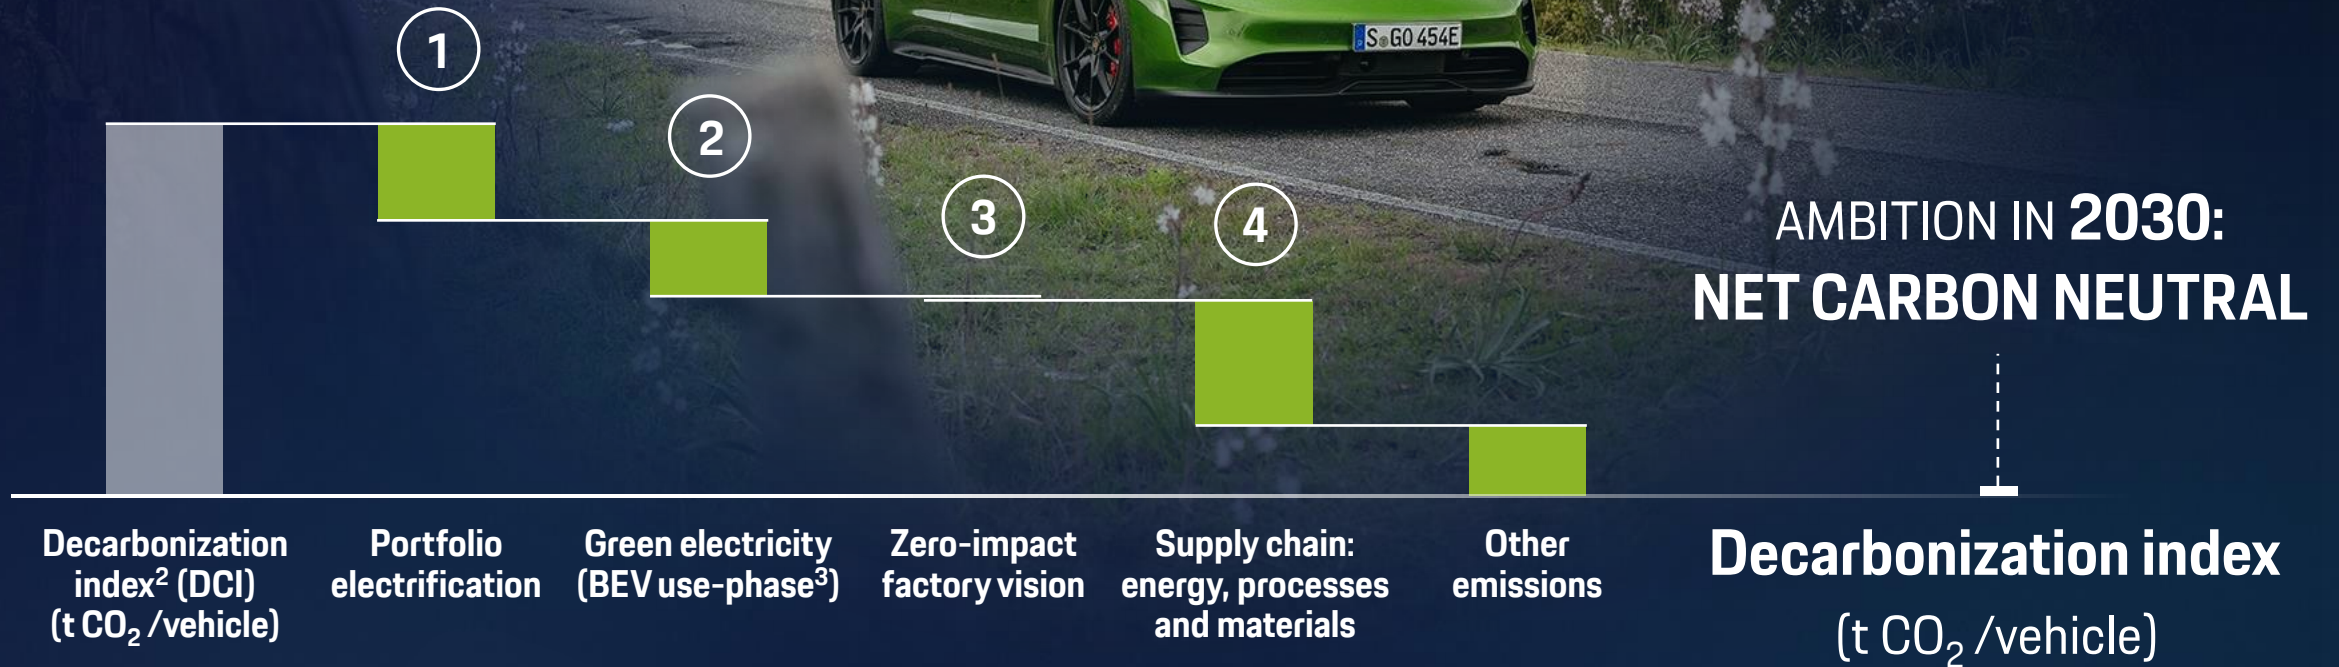 1
S GO 454E
2
3
4
AMBITION IN 2030:
NET CARBON NEUTRAL
Decarbonization
index² (DCI)
(t CO₂ /vehicle)
Portfolio
electrification
Green electricity
(BEV use-phase³)
Zero-impact
factory vision
Supply chain:
energy, processes
and materials
Other
emissions
Decarbonization index
(t CO₂ /vehicle)